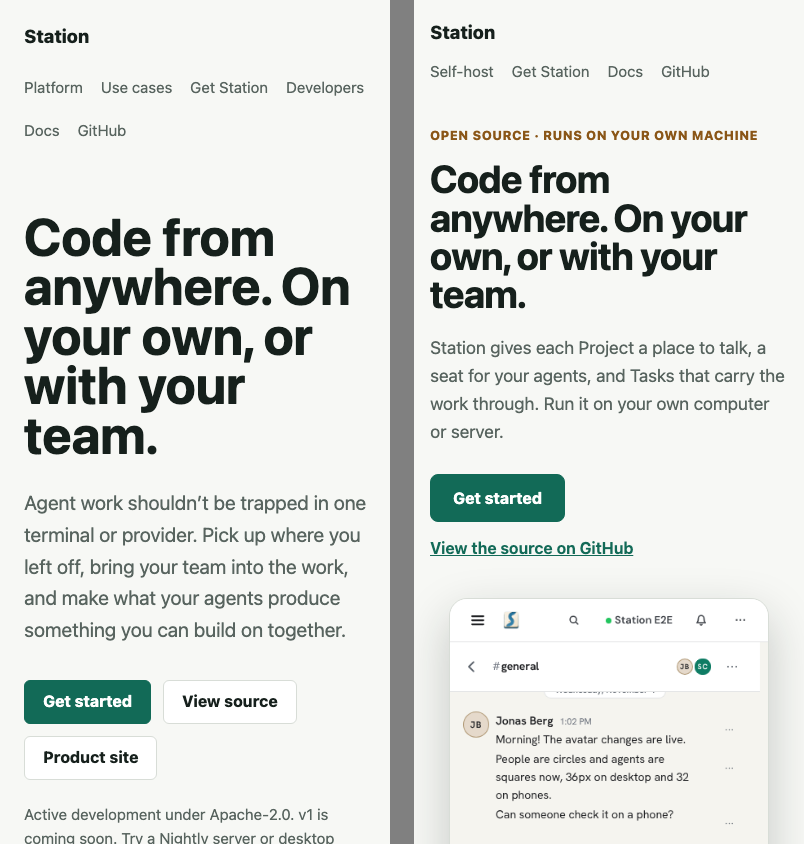 Station
Platform Use cases Get Station Developers
Docs GitHub
Code from
anywhere. On
your own, or
with your
team.
Agent work shouldn’t be trapped in one
terminal or provider. Pick up where you
left off, bring your team into the work,
and make what your agents produce
something you can build on together.
Get started View source
Product site
Active development under Apache-2.0. v1 is
coming soon. Try a Nightly server or desktop
Station
Self-host Get Station Docs GitHub
OPEN SOURCE · RUNS ON YOUR OWN MACHINE
Code from
anywhere. On your
own, or with your
team.
Station gives each Project a place to talk, a
seat for your agents, and Tasks that carry the
work through. Run it on your own computer
or server.
Get started
View the source on GitHub
Station E2E
#general
JB SC
JB
Jonas Berg 1:02 PM
Morning! The avatar changes are live.
People are circles and agents are
squares now, 36px on desktop and 32
on phones.
Can someone check it on a phone?